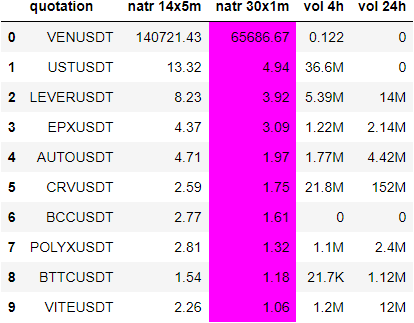 quotation natr 14x5m natr 30x1m vol 4h vol 24h
0 VENUSDT 140721.43 65686.67 0.122 0
1 USTUSDT 13.32 4.94 36.6M 0
2 LEVERUSDT 8.23 3.92 5.39M 14M
3 EPXUSDT 4.37 3.09 1.22M 2.14M
4 AUTOUSDT 4.71 1.97 1.77M 4.42M
5 CRVUSDT 2.59 1.75 21.8M 152M
6 BCCUSDT 2.77 1.61 0 0
7 POLYXUSDT 2.81 1.32 1.1M 2.4M
8 BTTCUSDT 1.54 1.18 21.7K 1.12M
9 VITEUSDT 2.26 1.06 1.2M 12M